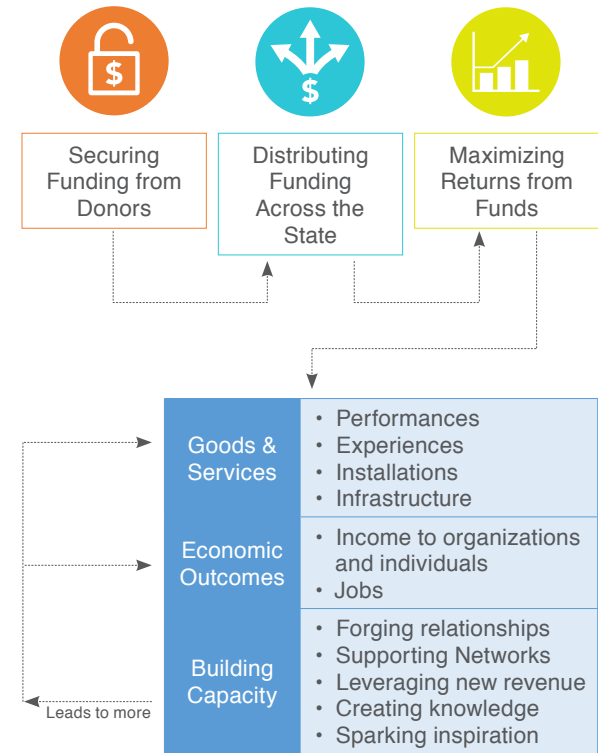 $
$
Securing
Funding from
Donors
Distributing
Funding
Across the
State
Maximizing
Returns from
Funds
Goods &
Services
• Performances
• Experiences
• Installations
• Infrastructure
Economic
Outcomes
• Income to organizations
and individuals
• Jobs
Building
Capacity
• Forging relationships
• Supporting Networks
• Leveraging new revenue
• Creating knowledge
• Sparking inspiration
Leads to more